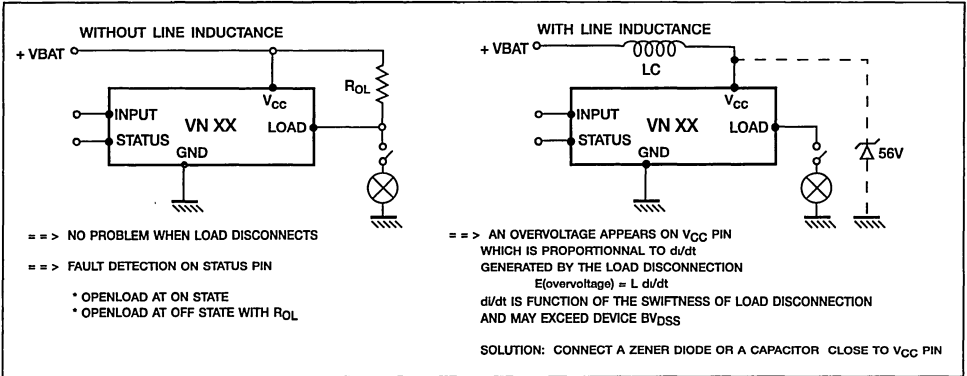 WITHOUT LINE INDUCTANCE
+ VBAT
ROL
VCC
INPUT
VN XX
LOAD
STATUS
GND
= = > NO PROBLEM WHEN LOAD DISCONNECTS
= = > FAULT DETECTION ON STATUS PIN
* OPENLOAD AT ON STATE
* OPENLOAD AT OFF STATE WITH ROL
WITH LINE INDUCTANCE
+ VBAT
LC
VCC
INPUT
VN XX
LOAD
STATUS
GND
56V
= = > AN OVERVOLTAGE APPEARS ON VCC PIN
WHICH IS PROPORTIONNAL TO di/dt
GENERATED BY THE LOAD DISCONNECTION
E(overvoltage) = L di/dt
di/dt IS FUNCTION OF THE SWIFTNESS OF LOAD DISCONNECTION
AND MAY EXCEED DEVICE BVDSS
SOLUTION: CONNECT A ZENER DIODE OR A CAPACITOR CLOSE TO VCC PIN